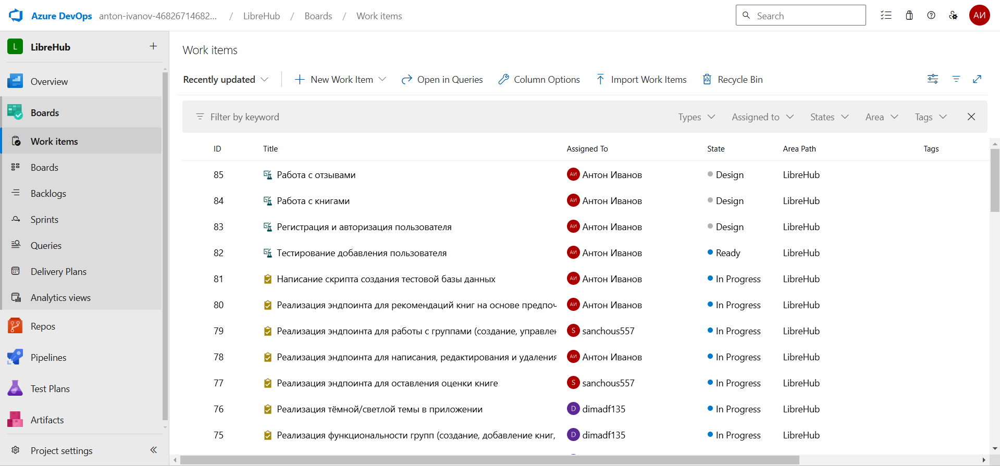 Azure DevOps anton-ivanov-46826714682... / LibreHub / Boards / Work items Search АИ
L LibreHub
Overview
Boards
Work items
Boards
Backlogs
Sprints
Queries
Delivery Plans
Analytics views
Repos
Pipelines
Test Plans
Artifacts
Project settings
Work items
Recently updated New Work Item Open in Queries Column Options Import Work Items Recycle Bin
Filter by keyword Types Assigned to States Area Tags
ID Title Assigned To State Area Path Tags
85 Работа с отзывами АИ Антон Иванов Design LibreHub
84 Работа с книгами АИ Антон Иванов Design LibreHub
83 Регистрация и авторизация пользователя АИ Антон Иванов Design LibreHub
82 Тестирование добавления пользователя АИ Антон Иванов Ready LibreHub
81 Написание скрипта создания тестовой базы данных АИ Антон Иванов In Progress LibreHub
80 Реализация эндпоинта для рекомендаций книг на основе предпоч АИ Антон Иванов In Progress LibreHub
79 Реализация эндпоинта для работы с группами (создание, управлен S sanchous557 In Progress LibreHub
78 Реализация эндпоинта для написания, редактирования и удаления АИ Антон Иванов In Progress LibreHub
77 Реализация эндпоинта для оставления оценки книге S sanchous557 In Progress LibreHub
76 Реализация тёмной/светлой темы в приложении D dimadf135 In Progress LibreHub
75 Реализация функциональности групп (создание, добавление книг, D dimadf135 In Progress LibreHub